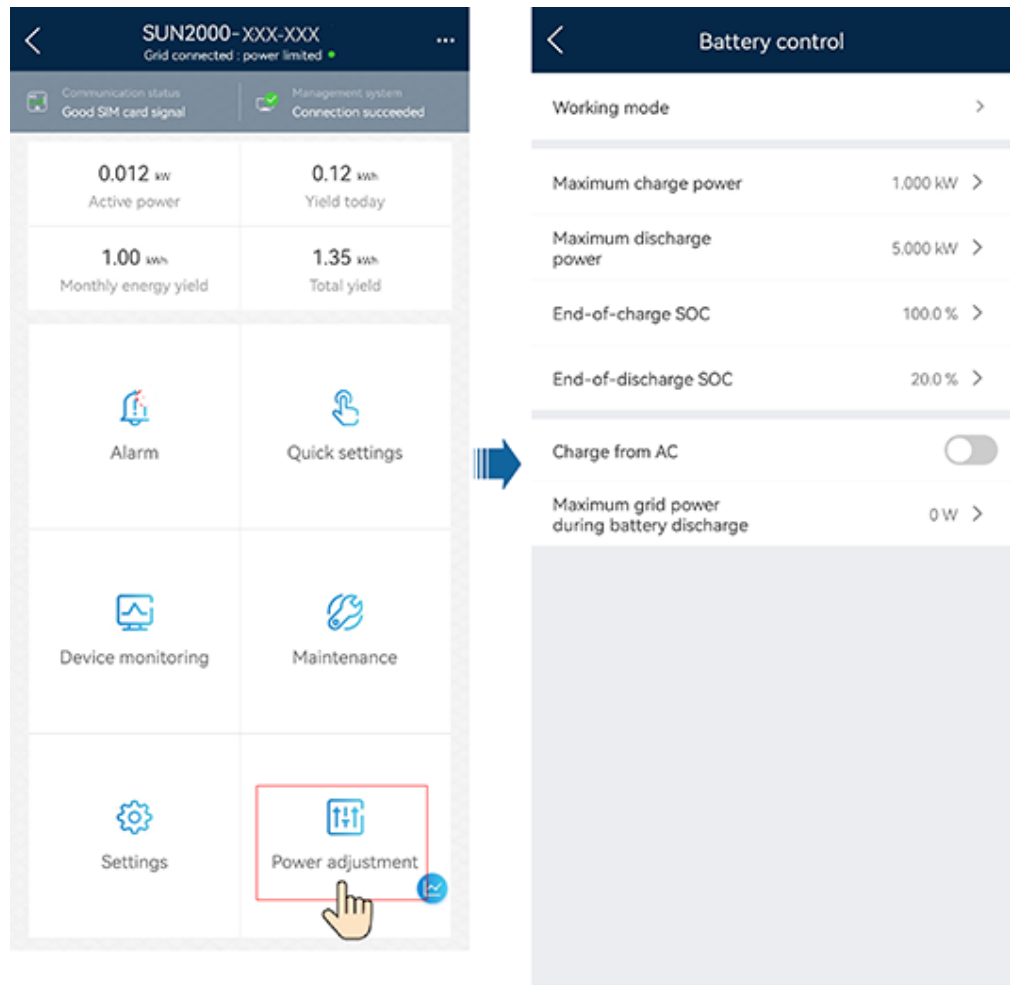 SUN2000-XXX-XXX
Grid connected : power limited
Communication status
Good SIM card signal
Management system
Connection succeeded
0.012 kW
Active power
0.12 kWh
Yield today
1.00 kWh
Monthly energy yield
1.35 kWh
Total yield
Alarm
Quick settings
Device monitoring
Maintenance
Settings
Power adjustment
Battery control
Working mode
Maximum charge power 1.000 kW
Maximum discharge
power 5.000 kW
End-of-charge SOC 100.0 %
End-of-discharge SOC 20.0 %
Charge from AC
Maximum grid power
during battery discharge 0 W